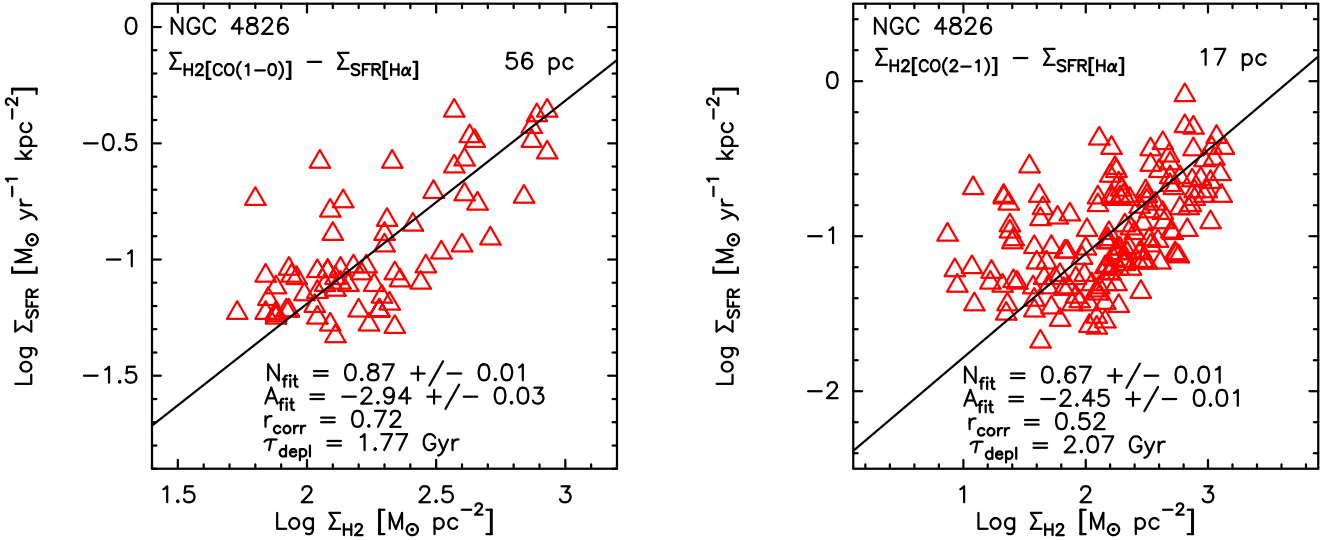 NGC 4826
Σ_H2[CO(1−0)] − Σ_SFR[Hα] 56 pc
0
−0.5
−1
−1.5
Log Σ_SFR [M⊙ yr⁻¹ kpc⁻²]
N_fit = 0.87 +/− 0.01
A_fit = −2.94 +/− 0.03
r_corr = 0.72
τ_depl = 1.77 Gyr
1.5 2 2.5 3
Log Σ_H2 [M⊙ pc⁻²]
NGC 4826
Σ_H2[CO(2−1)] − Σ_SFR[Hα] 17 pc
0
−1
−2
Log Σ_SFR [M⊙ yr⁻¹ kpc⁻²]
N_fit = 0.67 +/− 0.01
A_fit = −2.45 +/− 0.01
r_corr = 0.52
τ_depl = 2.07 Gyr
1 2 3
Log Σ_H2 [M⊙ pc⁻²]